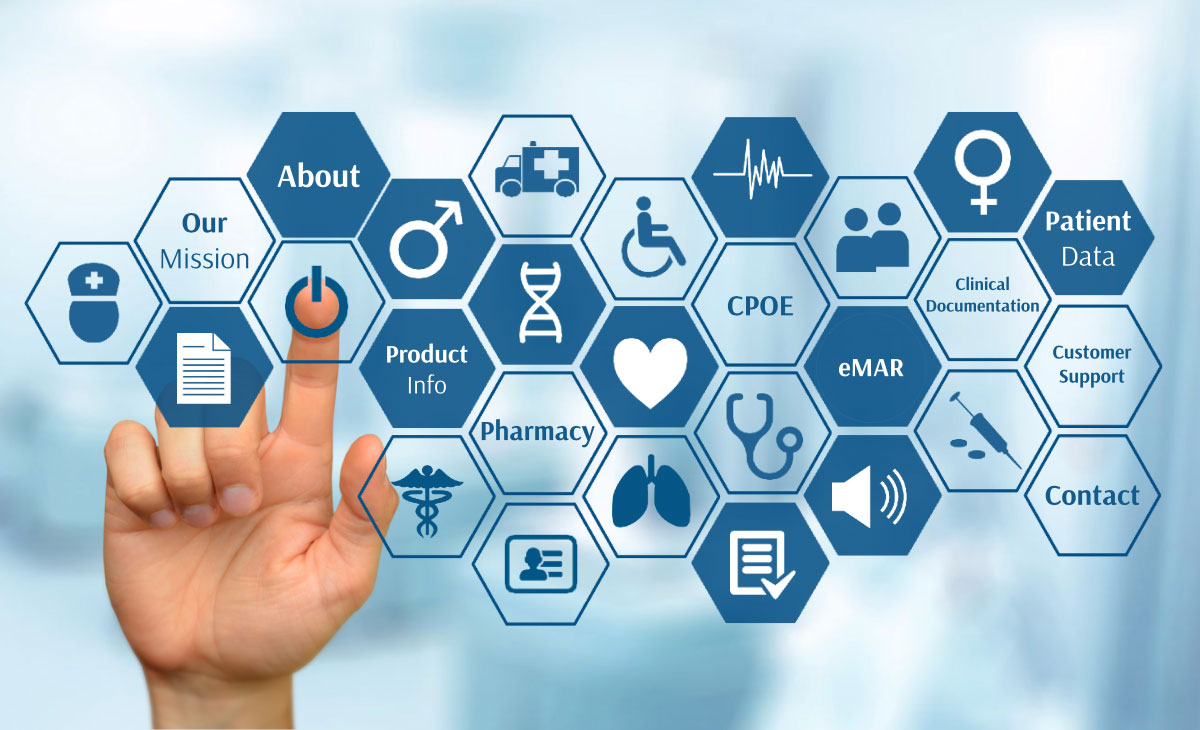 About
Our
Mission
Patient
Data
Clinical
Documentation
CPOE
Product
Info
eMAR
Customer
Support
Pharmacy
Contact